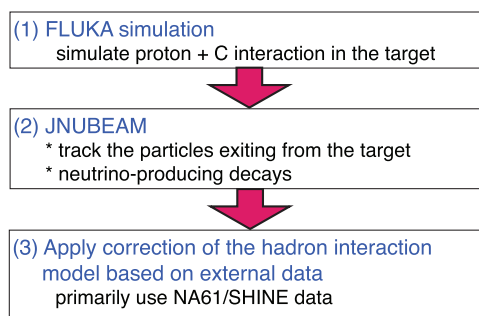 (1) FLUKA simulation
simulate proton + C interaction in the target
(2) JNUBEAM
* track the particles exiting from the target
* neutrino-producing decays
(3) Apply correction of the hadron interaction
model based on external data
primarily use NA61/SHINE data